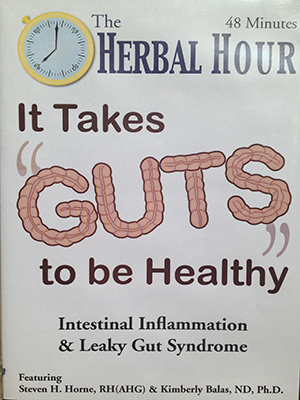 The 48 Minutes
HERBAL HOUR
It Takes
“GUTS”
to be Healthy
Intestinal Inflammation
& Leaky Gut Syndrome
Featuring
Steven H. Horne, RH(AHG) & Kimberly Balas, ND, Ph.D.